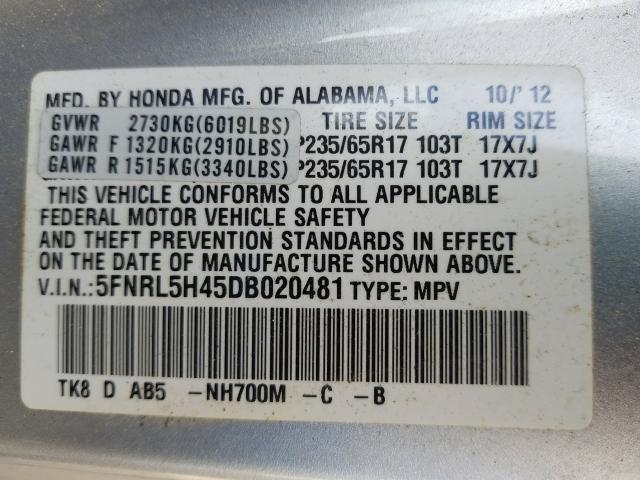 MFD. BY HONDA MFG. OF ALABAMA, LLC 10/'12
GVWR 2730KG(6019LBS) TIRE SIZE RIM SIZE
GAWR F 1320KG(2910LBS) P235/65R17 103T 17X7J
GAWR R 1515KG(3340LBS) P235/65R17 103T 17X7J
THIS VEHICLE CONFORMS TO ALL APPLICABLE
FEDERAL MOTOR VEHICLE SAFETY
AND THEFT PREVENTION STANDARDS IN EFFECT
ON THE DATE OF MANUFACTURE SHOWN ABOVE.
V.I.N.:5FNRL5H45DB020481 TYPE: MPV
TK8 D AB5 -NH700M -C -B